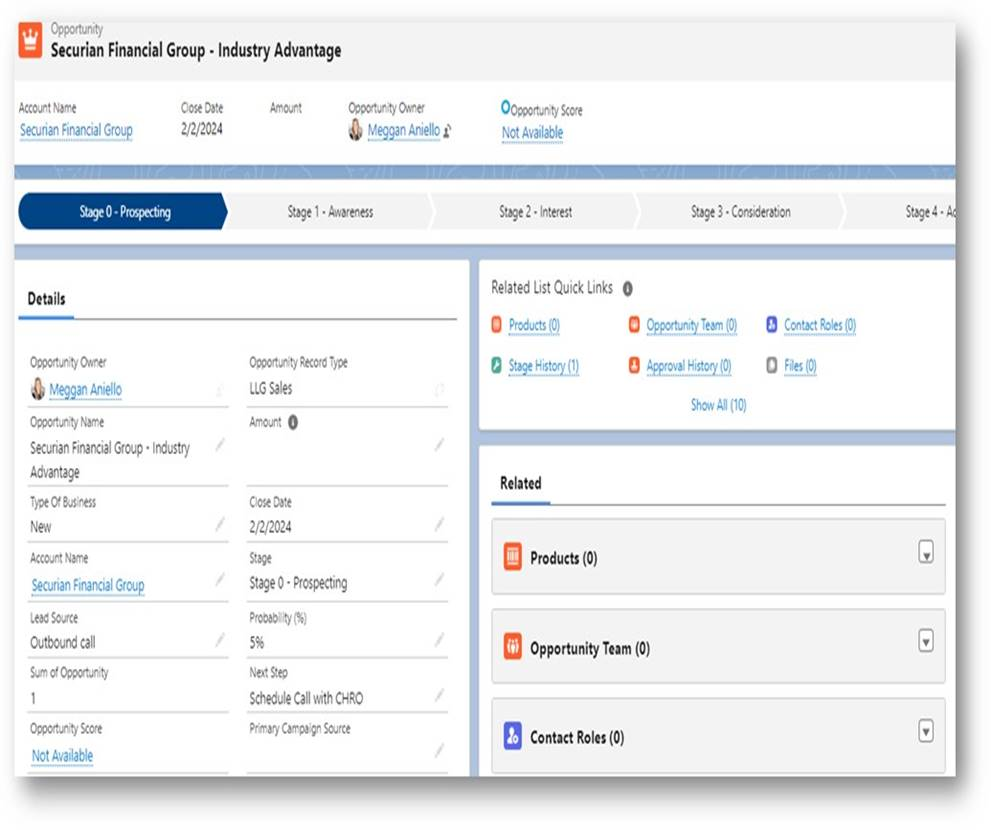 Opportunity
Securian Financial Group - Industry Advantage
Account Name
Securian Financial Group
Close Date
2/2/2024
Amount
Opportunity Owner
Meggan Aniello
Opportunity Score
Not Available
Stage 0 - Prospecting
Stage 1 - Awareness
Stage 2 - Interest
Stage 3 - Consideration
Stage 4 -
Details
Opportunity Owner
Meggan Aniello
Opportunity Record Type
LLG Sales
Opportunity Name
Securian Financial Group - Industry
Advantage
Amount
Type Of Business
New
Close Date
2/2/2024
Account Name
Securian Financial Group
Stage
Stage 0 - Prospecting
Lead Source
Outbound call
Probability (%)
5%
Sum of Opportunity
1
Next Step
Schedule Call with CHRO
Opportunity Score
Not Available
Primary Campaign Source
Related List Quick Links
Products (0)
Opportunity Team (0)
Contact Roles (0)
Stage History (1)
Approval History (0)
Files (0)
Show All (10)
Related
Products (0)
Opportunity Team (0)
Contact Roles (0)